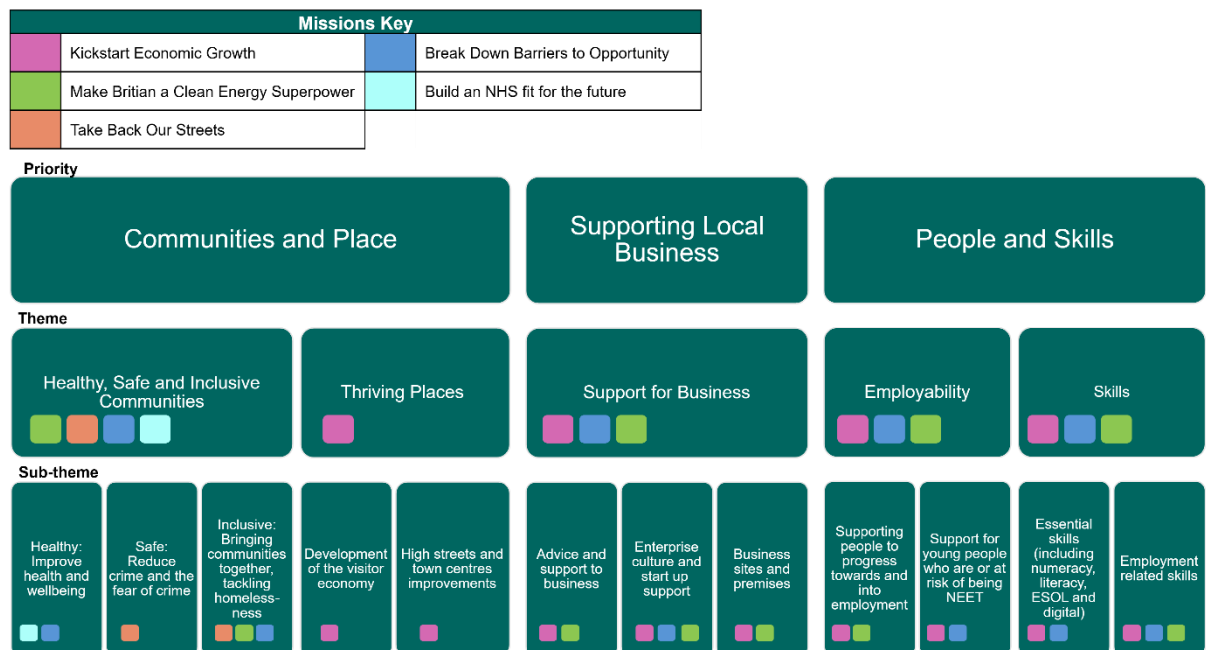 Missions Key
Kickstart Economic Growth
Break Down Barriers to Opportunity
Make Britian a Clean Energy Superpower
Build an NHS fit for the future
Take Back Our Streets
Priority
Communities and Place
Supporting Local
Business
People and Skills
Theme
Healthy, Safe and Inclusive
Communities
Thriving Places
Support for Business
Employability
Skills
Sub-theme
Healthy:
Improve
health and
wellbeing
Safe:
Reduce
crime and the
fear of crime
Inclusive:
Bringing
communities
together,
tackling
homeless-
ness
Development
of the visitor
economy
High streets and
town centres
improvements
Advice and
support to
business
Enterprise
culture and
start up
support
Business
sites and
premises
Supporting
people to
progress
towards and
into
employment
Support for
young people
who are or at
risk of being
NEET
Essential
skills
(including
numeracy,
literacy,
ESOL and
digital)
Employment
related skills